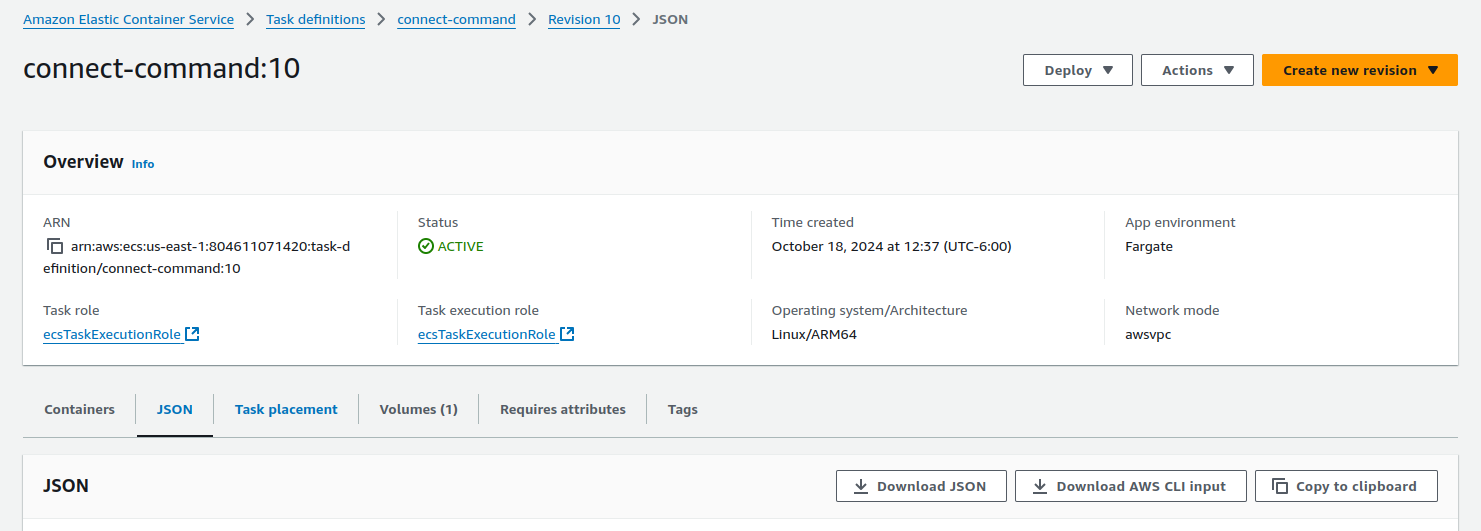 Amazon Elastic Container Service > Task definitions > connect-command > Revision 10 > JSON
connect-command:10
Deploy
Actions
Create new revision
Overview Info
ARN
arn:aws:ecs:us-east-1:804611071420:task-d
efinition/connect-command:10
Status
ACTIVE
Time created
October 18, 2024 at 12:37 (UTC-6:00)
App environment
Fargate
Task role
ecsTaskExecutionRole
Task execution role
ecsTaskExecutionRole
Operating system/Architecture
Linux/ARM64
Network mode
awsvpc
Containers
JSON
Task placement
Volumes (1)
Requires attributes
Tags
JSON
Download JSON
Download AWS CLI input
Copy to clipboard